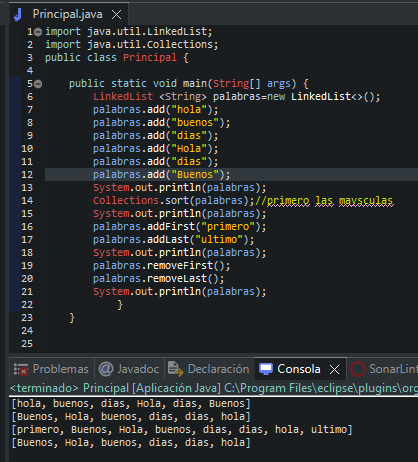 Principal.java
1 import java.util.LinkedList;
2 import java.util.Collections;
3 public class Principal {
4
5 public static void main(String[] args) {
6 LinkedList <String> palabras=new LinkedList<>();
7 palabras.add("hola");
8 palabras.add("buenos");
9 palabras.add("dias");
10 palabras.add("Hola");
11 palabras.add("dias");
12 palabras.add("Buenos");
13 System.out.println(palabras);
14 Collections.sort(palabras);//primero las maysculas
15 System.out.println(palabras);
16 palabras.addFirst("primero");
17 palabras.addLast("ultimo");
18 System.out.println(palabras);
19 palabras.removeFirst();
20 palabras.removeLast();
21 System.out.println(palabras);
22 }
23 }
24
25
Problemas @ Javadoc Declaración Consola SonarLint
<terminado> Principal [Aplicación Java] C:\Program Files\eclipse\plugins\org
[hola, buenos, dias, Hola, dias, Buenos]
[Buenos, Hola, buenos, dias, dias, hola]
[primero, Buenos, Hola, buenos, dias, dias, hola, ultimo]
[Buenos, Hola, buenos, dias, dias, hola]